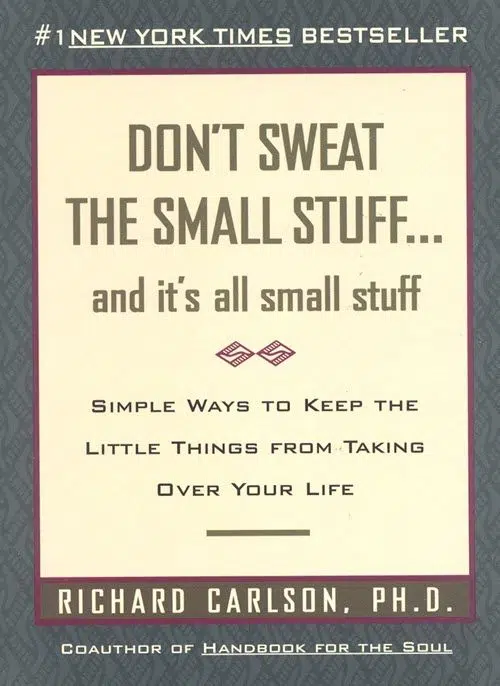 #1 NEW YORK TIMES BESTSELLER
DON'T SWEAT
THE SMALL STUFF...
and it's all small stuff
SIMPLE WAYS TO KEEP THE
LITTLE THINGS FROM TAKING
OVER YOUR LIFE
RICHARD CARLSON, PH.D.
COAUTHOR OF HANDBOOK FOR THE SOUL